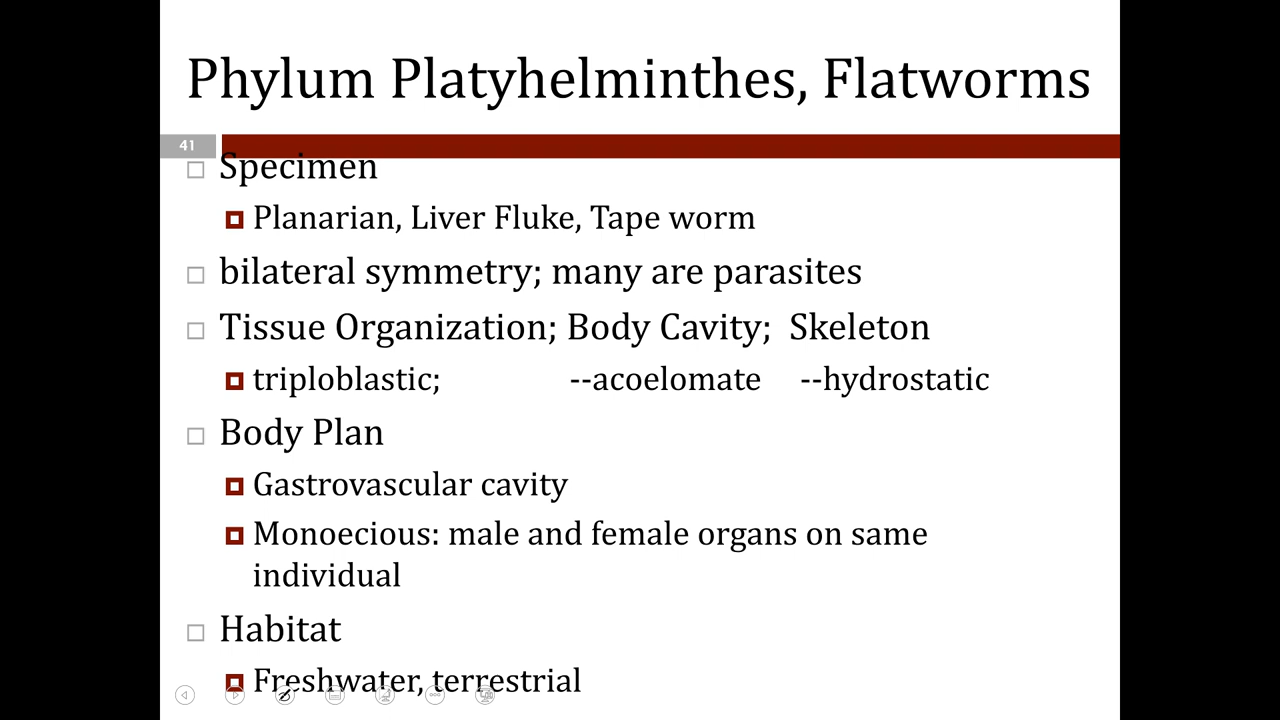 Phylum Platyhelminthes, Flatworms
41
Specimen
Planarian, Liver Fluke, Tape worm
bilateral symmetry; many are parasites
Tissue Organization; Body Cavity; Skeleton
triploblastic; --acoelomate --hydrostatic
Body Plan
Gastrovascular cavity
Monoecious: male and female organs on same
individual
Habitat
Freshwater, terrestrial